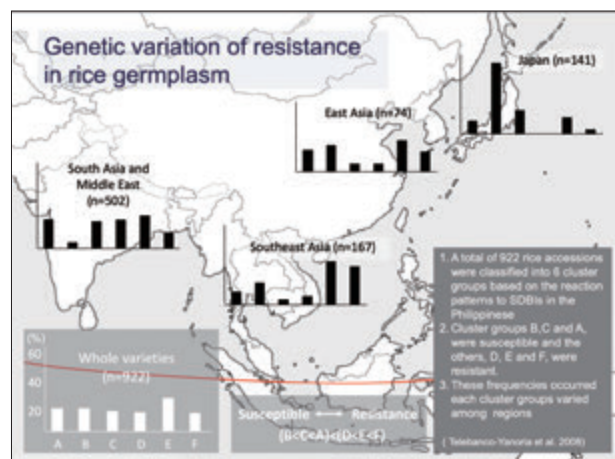 Genetic variation of resistance
in rice germplasm
Japan (n=141)
East Asia (n=74)
South Asia and
Middle East
(n=502)
Southeast Asia (n=167)
1. A total of 922 rice accessions
were classified into 6 cluster
groups based on the reaction
patterns to SDBIs in the
Philippinese
2. Cluster groups B,C and A,
were susceptible and the
others, D, E and F, were
resistant.
3. These frequencies occurred
each cluster groups varied
among regions
( Telebanco-Yanoria et al. 2008)
(%)
60
40
20
Whole varieties
(n=922)
A B C D E F
Susceptible ⟷ Resistance
(B<C<A)<(D<E<F)